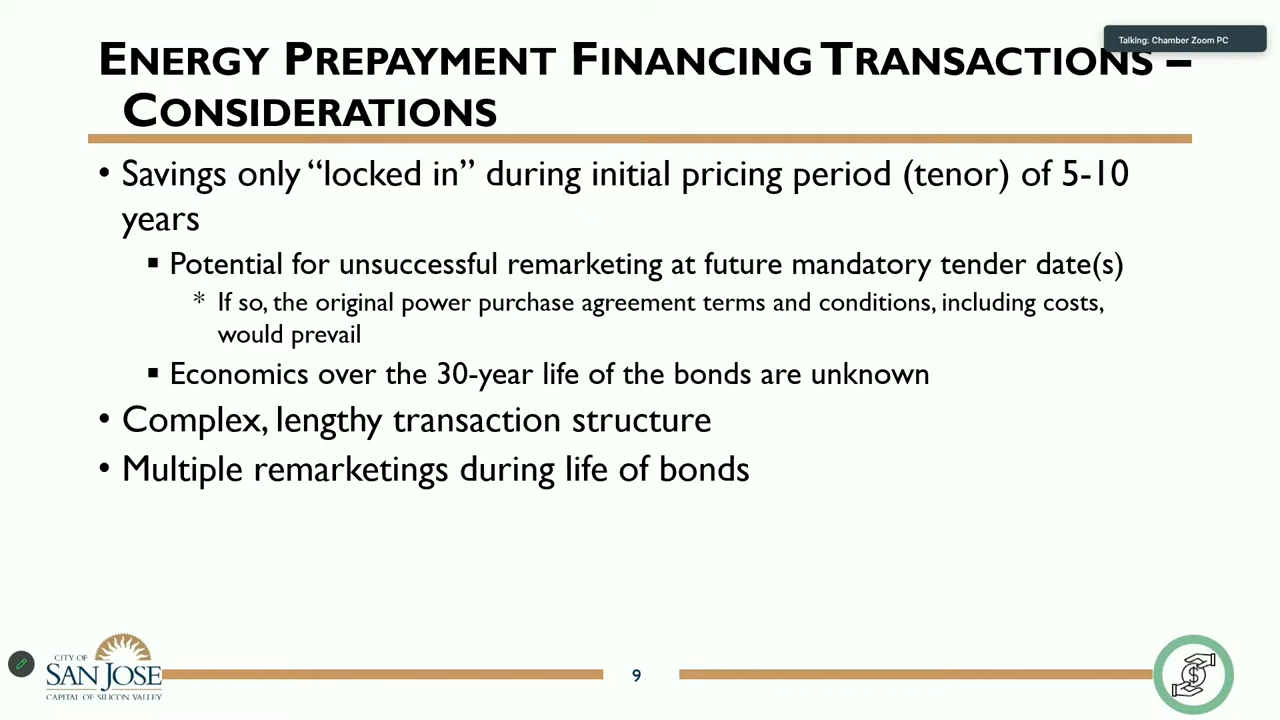 Talking: Chamber Zoom PC
ENERGY PREPAYMENT FINANCING TRANSACTIONS –
CONSIDERATIONS
• Savings only “locked in” during initial pricing period (tenor) of 5-10
years
▪ Potential for unsuccessful remarketing at future mandatory tender date(s)
* If so, the original power purchase agreement terms and conditions, including costs,
would prevail
▪ Economics over the 30-year life of the bonds are unknown
• Complex, lengthy transaction structure
• Multiple remarketings during life of bonds
CITY OF
SAN JOSE
CAPITAL OF SILICON VALLEY
9
$